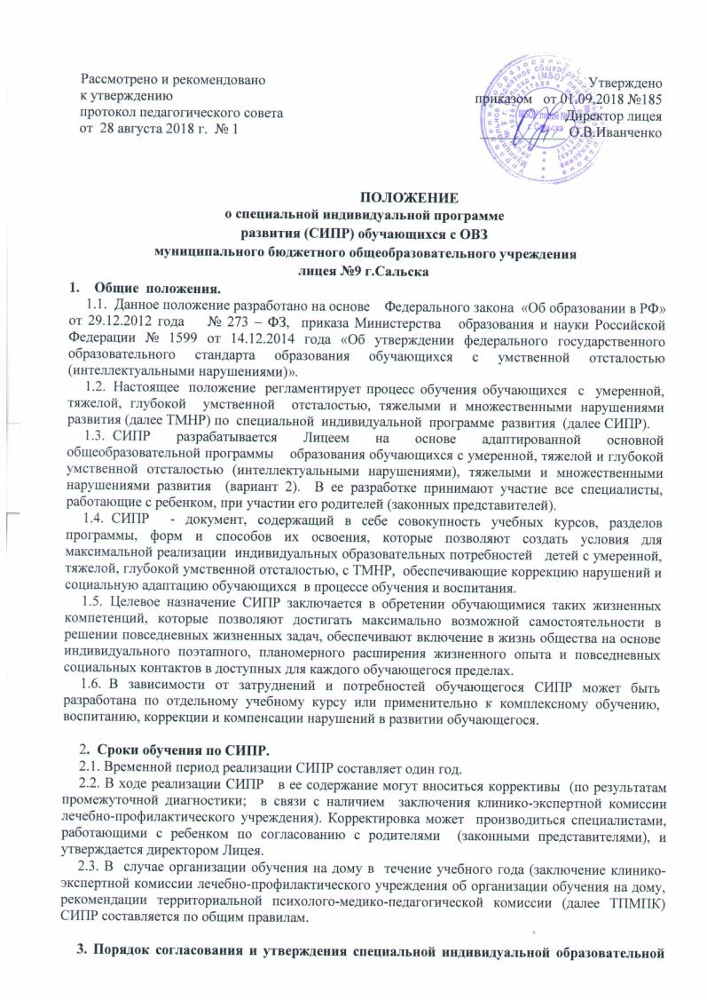 Рассмотрено и рекомендовано
к утверждению
протокол педагогического совета
от 28 августа 2018 г. № 1
Утверждено
приказом от 01.09.2018 №185
Директор лицея
О.В.Иванченко
ПОЛОЖЕНИЕ
о специальной индивидуальной программе
развития (СИПР) обучающихся с ОВЗ
муниципального бюджетного общеобразовательного учреждения
лицея №9 г.Сальска
1. Общие положения.
1.1. Данное положение разработано на основе Федерального закона «Об образовании в РФ»
от 29.12.2012 года № 273 – ФЗ, приказа Министерства образования и науки Российской
Федерации № 1599 от 14.12.2014 года «Об утверждении федерального государственного
образовательного стандарта образования обучающихся с умственной отсталостью
(интеллектуальными нарушениями)».
1.2. Настоящее положение регламентирует процесс обучения обучающихся с умеренной,
тяжелой, глубокой умственной отсталостью, тяжелыми и множественными нарушениями
развития (далее ТМНР) по специальной индивидуальной программе развития (далее СИПР).
1.3. СИПР разрабатывается Лицеем на основе адаптированной основной
общеобразовательной программы образования обучающихся с умеренной, тяжелой и глубокой
умственной отсталостью (интеллектуальными нарушениями), тяжелыми и множественными
нарушениями развития (вариант 2). В ее разработке принимают участие все специалисты,
работающие с ребенком, при участии его родителей (законных представителей).
1.4. СИПР - документ, содержащий в себе совокупность учебных курсов, разделов
программы, форм и способов их освоения, которые позволяют создать условия для
максимальной реализации индивидуальных образовательных потребностей детей с умеренной,
тяжелой, глубокой умственной отсталостью, с ТМНР, обеспечивающие коррекцию нарушений и
социальную адаптацию обучающихся в процессе обучения и воспитания.
1.5. Целевое назначение СИПР заключается в обретении обучающимися таких жизненных
компетенций, которые позволяют достигать максимально возможной самостоятельности в
решении повседневных жизненных задач, обеспечивают включение в жизнь общества на основе
индивидуального поэтапного, планомерного расширения жизненного опыта и повседневных
социальных контактов в доступных для каждого обучающегося пределах.
1.6. В зависимости от затруднений и потребностей обучающегося СИПР может быть
разработана по отдельному учебному курсу или применительно к комплексному обучению,
воспитанию, коррекции и компенсации нарушений в развитии обучающегося.
2. Сроки обучения по СИПР.
2.1. Временной период реализации СИПР составляет один год.
2.2. В ходе реализации СИПР в ее содержание могут вноситься коррективы (по результатам
промежуточной диагностики; в связи с наличием заключения клинико-экспертной комиссии
лечебно-профилактического учреждения). Корректировка может производиться специалистами,
работающими с ребенком по согласованию с родителями (законными представителями), и
утверждается директором Лицея.
2.3. В случае организации обучения на дому в течение учебного года (заключение клинико-
экспертной комиссии лечебно-профилактического учреждения об организации обучения на дому,
рекомендации территориальной психолого-медико-педагогической комиссии (далее ТПМПК)
СИПР составляется по общим правилам.
3. Порядок согласования и утверждения специальной индивидуальной образовательной